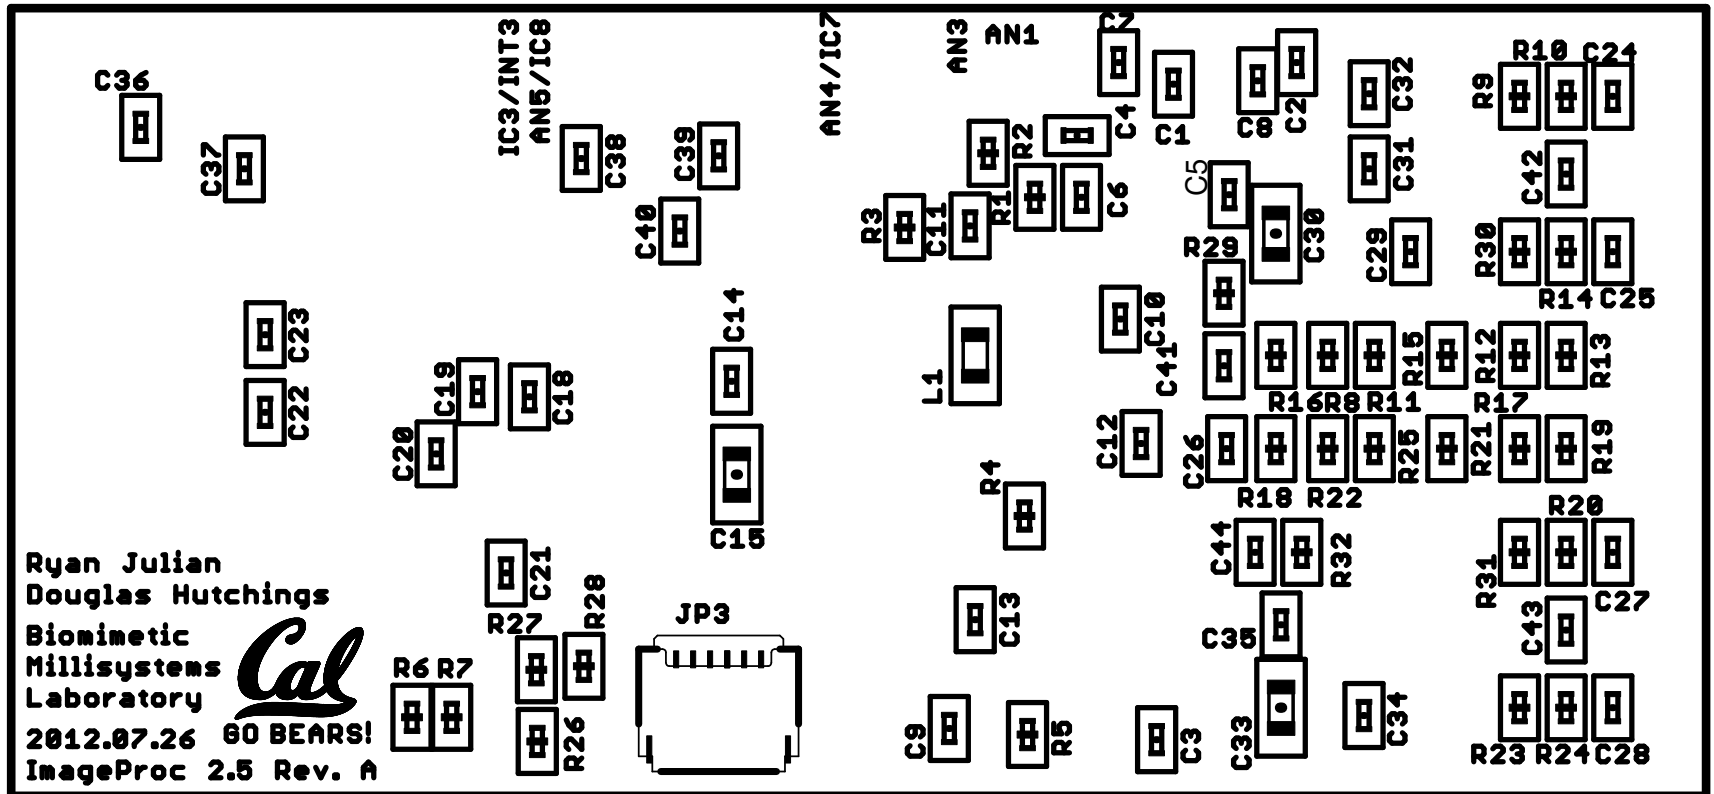 IC3/INT3
AN5/IC8
AN4/IC7
AN3
AN1
C7
C36
C37
C38
C39
C40
R3
C11
R2
R1
C4
C6
C1
C8
C2
C32
C31
R9
R10
C24
C42
C5
C30
R29
C29
R30
R14
C25
C23
C22
C19
C18
C20
C14
C15
L1
C10
C41
R16
R8
R11
R15
R12
R17
R13
C12
C26
R18
R22
R25
R21
R19
R4
C44
R32
R20
R31
C27
C43
C21
R27
R28
R26
R6
R7
JP3
C13
C9
R5
C3
C35
C33
C34
R23
R24
C28
Ryan Julian
Douglas Hutchings
Biomimetic
Millisystems
Laboratory
Cal
GO BEARS!
2012.07.26
ImageProc 2.5 Rev. A